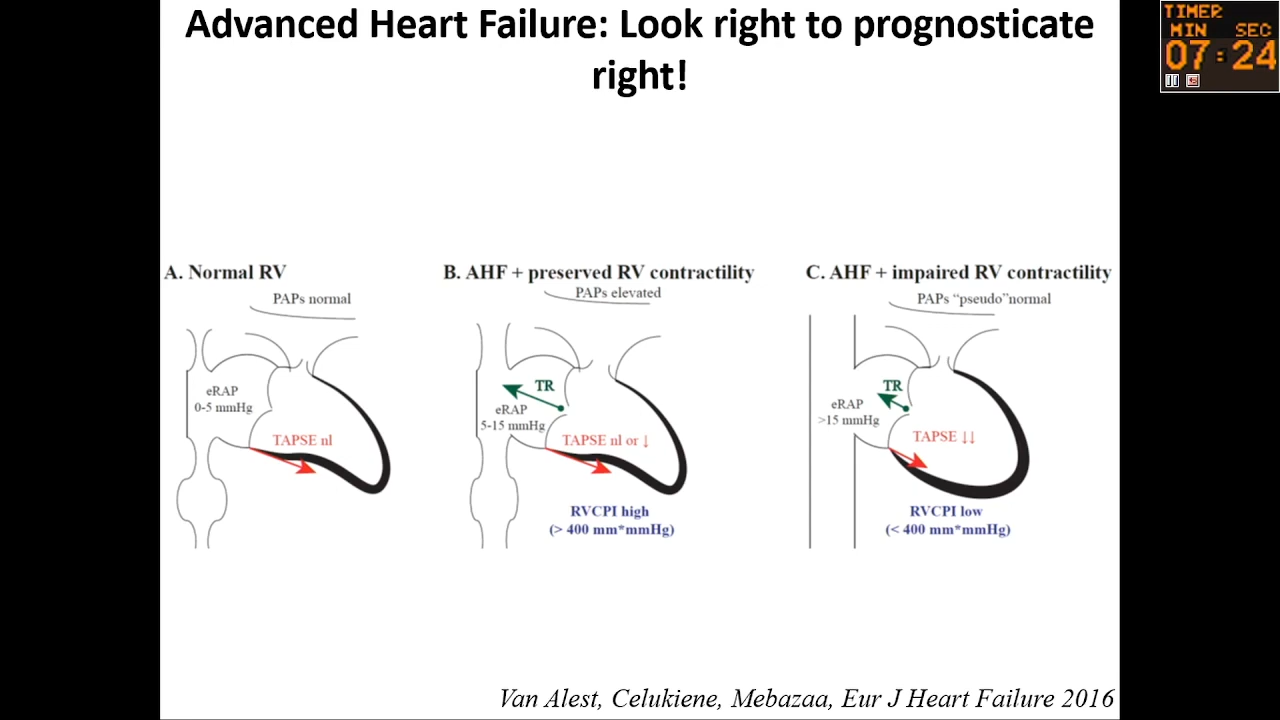 Advanced Heart Failure: Look right to prognosticate
right!
TIMER
MIN SEC
07:24
A. Normal RV
PAPs normal
eRAP
0-5 mmHg
TAPSE nl
B. AHF + preserved RV contractility
PAPs elevated
TR
eRAP
5-15 mmHg
TAPSE nl or ↓
RVCPI high
(> 400 mm*mmHg)
C. AHF + impaired RV contractility
PAPs “pseudo”normal
TR
eRAP
>15 mmHg
TAPSE ↓↓
RVCPI low
(< 400 mm*mmHg)
Van Alest, Celukiene, Mebazaa, Eur J Heart Failure 2016